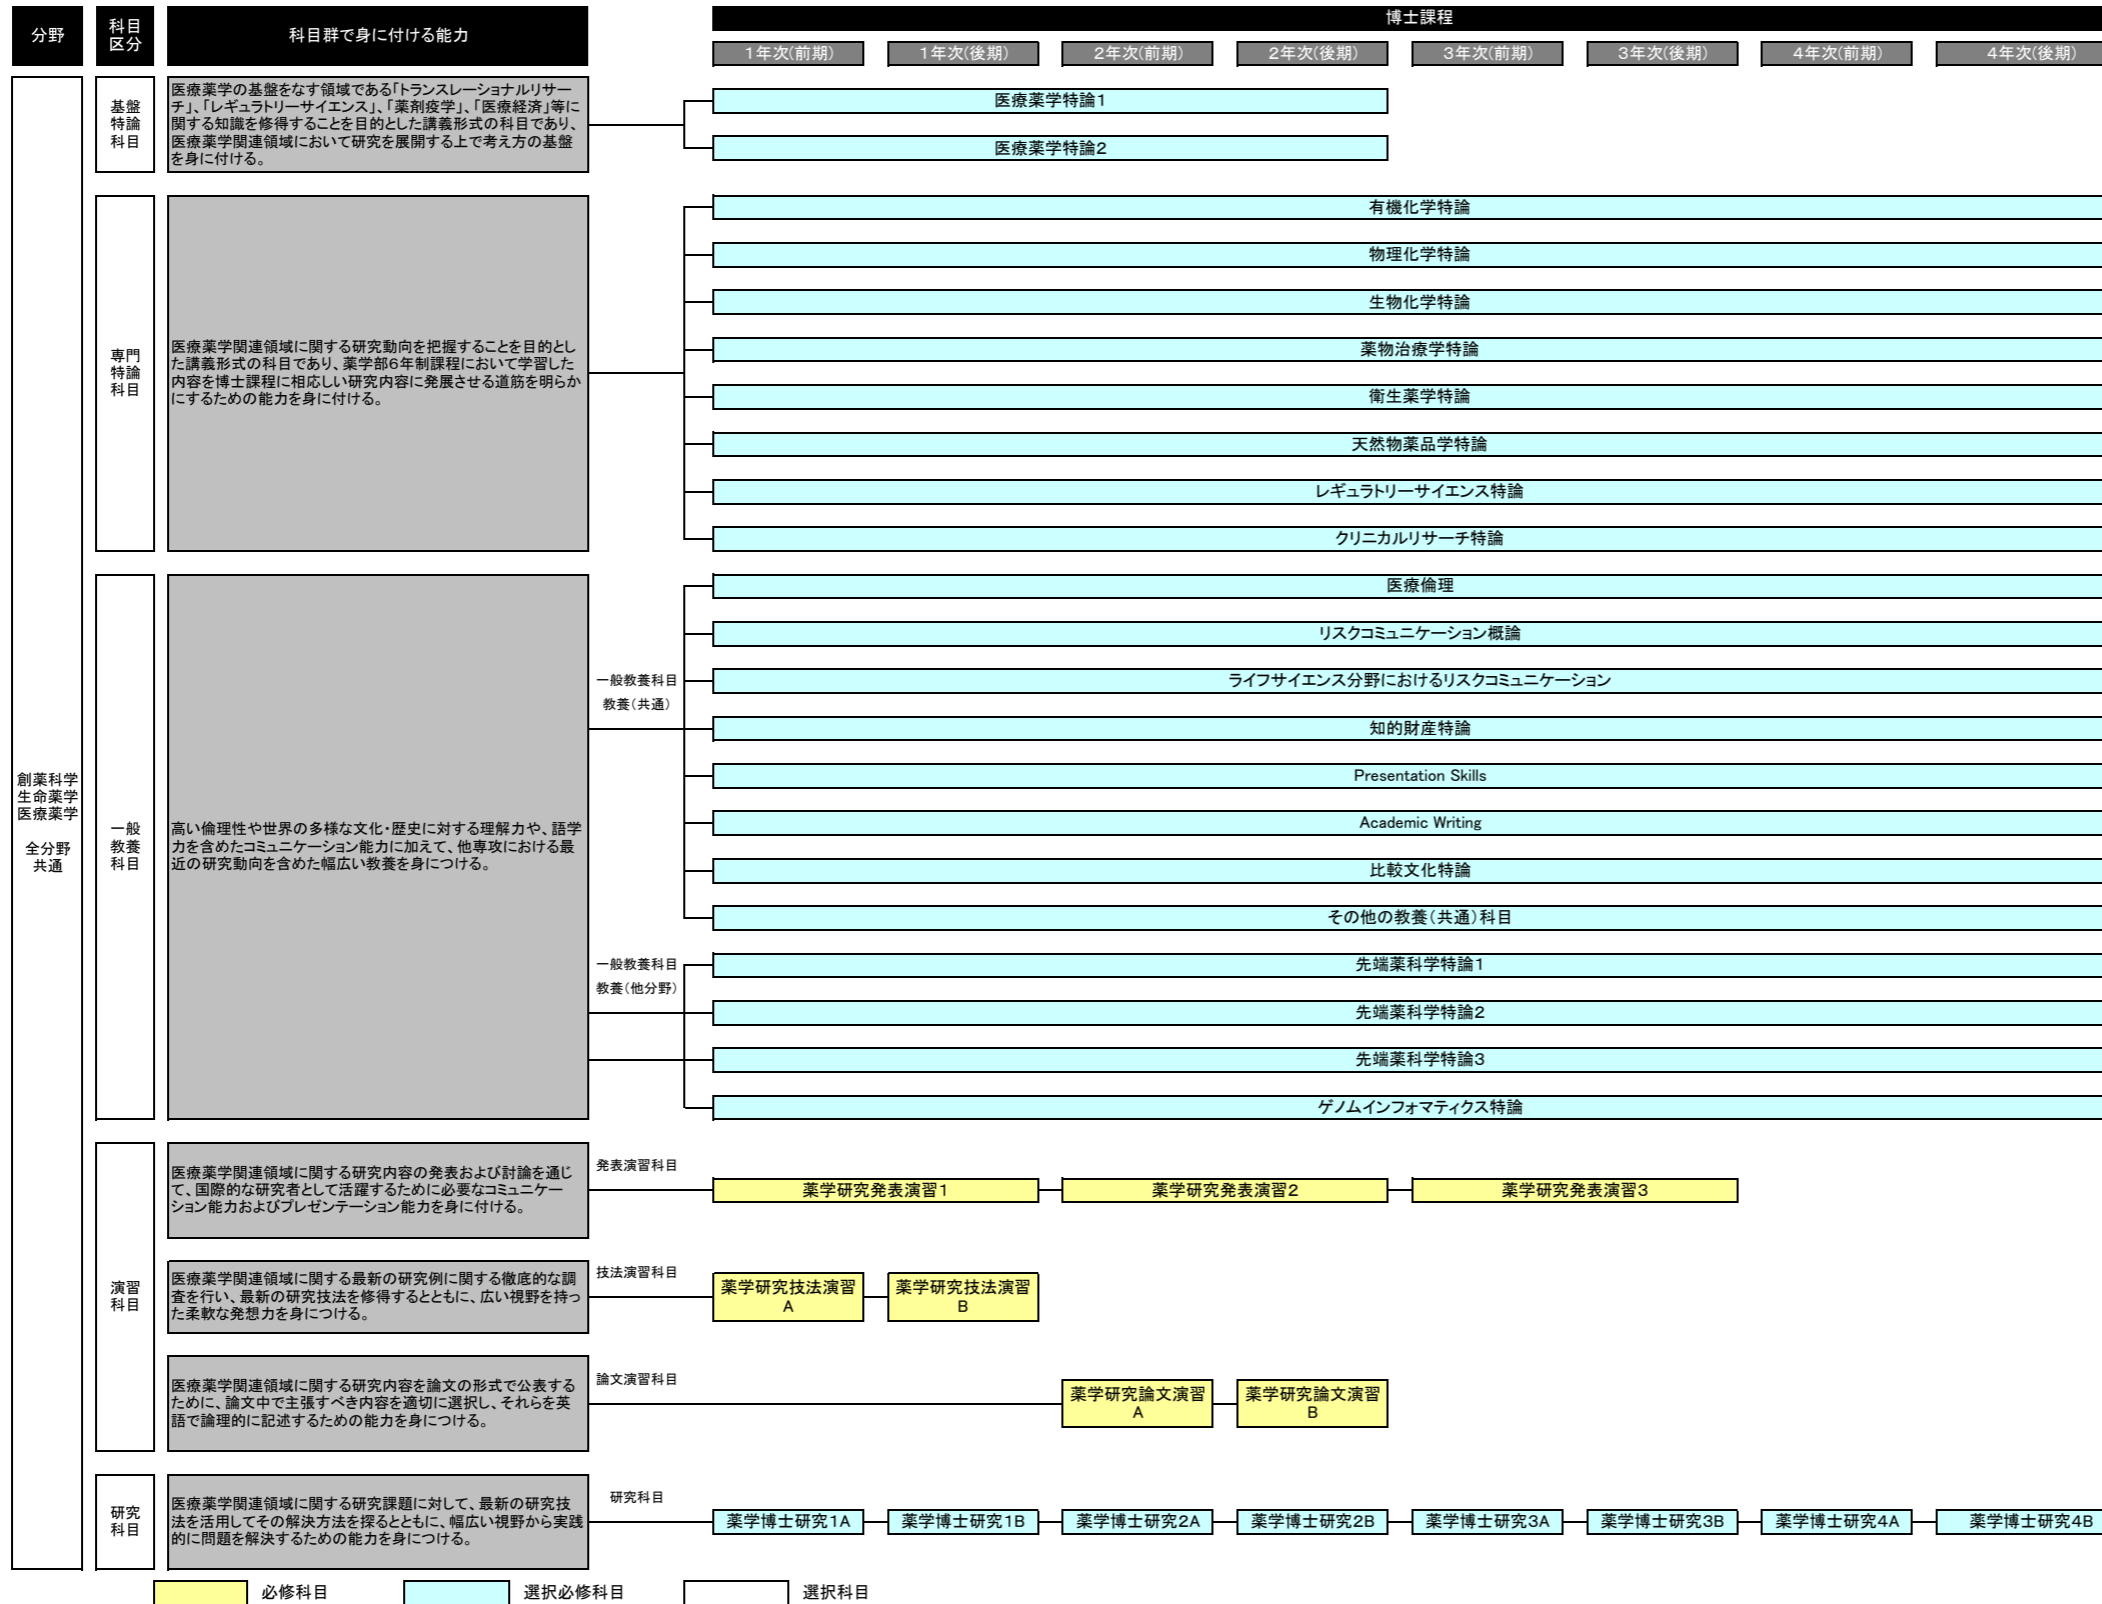 分野
科目
区分
科目群で身に付ける能力
博士課程
1年次(前期)
1年次(後期)
2年次(前期)
2年次(後期)
3年次(前期)
3年次(後期)
4年次(前期)
4年次(後期)
創薬科学
生命薬学
医療薬学
全分野
共通
基盤
特論
科目
医療薬学の基盤をなす領域である「トランスレーショナルリサー
チ」、「レギュラトリーサイエンス」、「薬剤疫学」、「医療経済」等に
関する知識を修得することを目的とした講義形式の科目であり、
医療薬学関連領域において研究を展開する上で考え方の基盤
を身に付ける。
医療薬学特論1
医療薬学特論2
専門
特論
科目
医療薬学関連領域に関する研究動向を把握することを目的とし
た講義形式の科目であり、薬学部6年制課程において学習した
内容を博士課程に相応しい研究内容に発展させる道筋を明らか
にするための能力を身に付ける。
有機化学特論
物理化学特論
生物化学特論
薬物治療学特論
衛生薬学特論
天然物薬品学特論
レギュラトリーサイエンス特論
クリニカルリサーチ特論
一般
教養
科目
高い倫理性や世界の多様な文化・歴史に対する理解力や、語学
力を含めたコミュニケーション能力に加えて、他専攻における最
近の研究動向を含めた幅広い教養を身につける。
一般教養科目
教養(共通)
医療倫理
リスクコミュニケーション概論
ライフサイエンス分野におけるリスクコミュニケーション
知的財産特論
Presentation Skills
Academic Writing
比較文化特論
その他の教養(共通)科目
一般教養科目
教養(他分野)
先端薬科学特論1
先端薬科学特論2
先端薬科学特論3
ゲノムインフォマティクス特論
演習
科目
医療薬学関連領域に関する研究内容の発表および討論を通じ
て、国際的な研究者として活躍するために必要なコミュニケー
ション能力およびプレゼンテーション能力を身に付ける。
発表演習科目
薬学研究発表演習1
薬学研究発表演習2
薬学研究発表演習3
医療薬学関連領域に関する最新の研究例に関する徹底的な調
査を行い、最新の研究技法を修得するとともに、広い視野を持っ
た柔軟な発想力を身につける。
技法演習科目
薬学研究技法演習
A
薬学研究技法演習
B
医療薬学関連領域に関する研究内容を論文の形式で公表する
ために、論文中で主張すべき内容を適切に選択し、それらを英
語で論理的に記述するための能力を身につける。
論文演習科目
薬学研究論文演習
A
薬学研究論文演習
B
研究
科目
医療薬学関連領域に関する研究課題に対して、最新の研究技
法を活用してその解決方法を探るとともに、幅広い視野から実践
的に問題を解決するための能力を身につける。
研究科目
薬学博士研究1A
薬学博士研究1B
薬学博士研究2A
薬学博士研究2B
薬学博士研究3A
薬学博士研究3B
薬学博士研究4A
薬学博士研究4B
必修科目
選択必修科目
選択科目